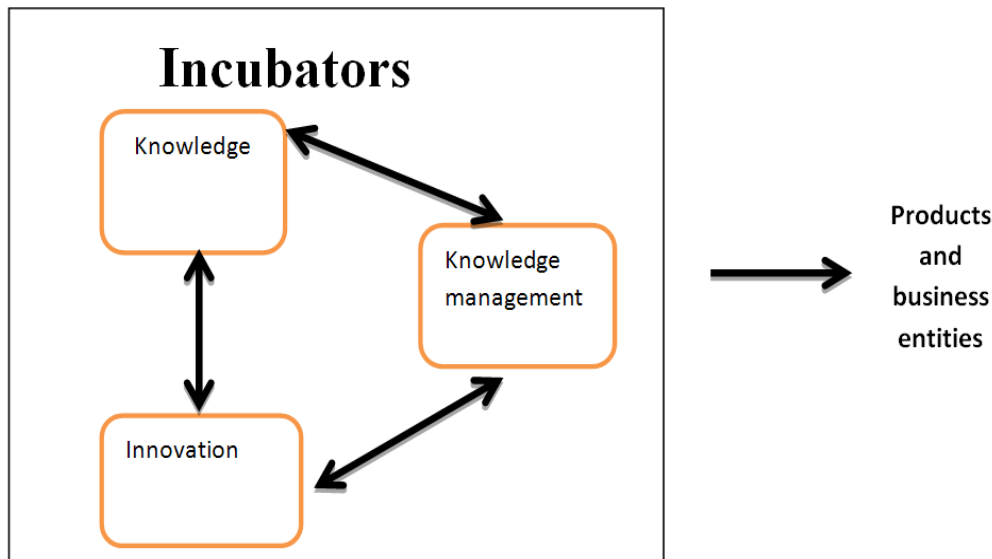 Incubators
Knowledge
Knowledge
management
Innovation
Products
and
business
entities